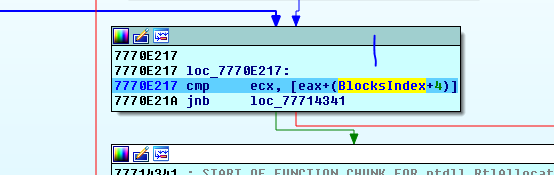 7770E217
7770E217 loc_7770E217:
7770E217 cmp ecx, [eax+(BlocksIndex+4)]
7770E21A jnb loc_77714341
77714341 ; START OF FUNCTION CHUNK FOR ntdll_RtlAllocat